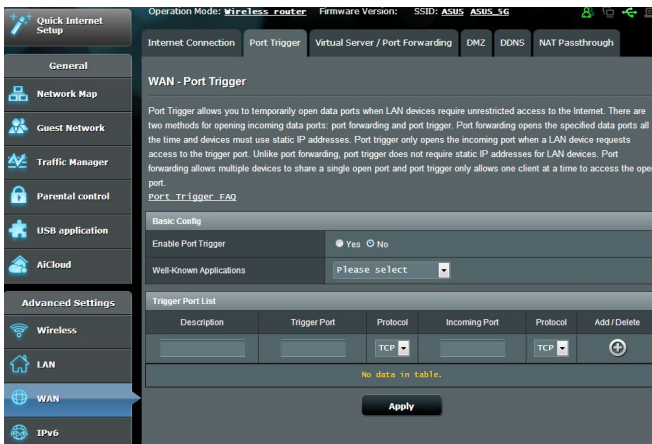 Quick Internet
Setup
Operation Mode: Wireless router Firmware Version: SSID: ASUS ASUS_5G
Internet Connection Port Trigger Virtual Server / Port Forwarding DMZ DDNS NAT Passthrough
General
Network Map
Guest Network
Traffic Manager
Parental control
USB application
AiCloud
Advanced Settings
Wireless
LAN
WAN
IPv6
WAN - Port Trigger
Port Trigger allows you to temporarily open data ports when LAN devices require unrestricted access to the Internet. There are
two methods for opening incoming data ports: port forwarding and port trigger. Port forwarding opens the specified data ports all
the time and devices must use static IP addresses. Port trigger only opens the incoming port when a LAN device requests
access to the trigger port. Unlike port forwarding, port trigger does not require static IP addresses for LAN devices. Port
forwarding allows multiple devices to share a single open port and port trigger only allows one client at a time to access the ope
port.
Port Trigger FAQ
Basic Config
Enable Port Trigger Yes No
Well-Known Applications Please select
Trigger Port List
Description Trigger Port Protocol Incoming Port Protocol Add / Delete
TCP TCP
No data in table.
Apply